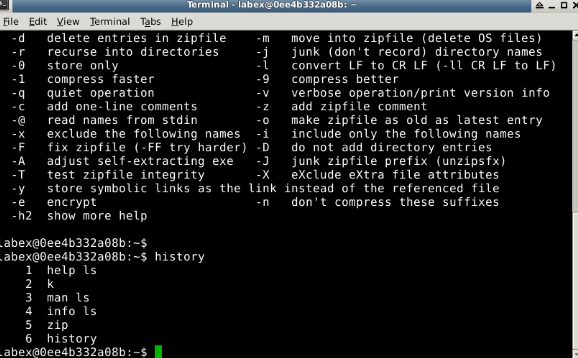 Terminal - labex@0ee4b332a08b: ~
File Edit View Terminal Tabs Help
-d delete entries in zipfile -m move into zipfile (delete OS files)
-r recurse into directories -j junk (don't record) directory names
-0 store only -l convert LF to CR LF (-ll CR LF to LF)
-1 compress faster -9 compress better
-q quiet operation -v verbose operation/print version info
-c add one-line comments -z add zipfile comment
-@ read names from stdin -o make zipfile as old as latest entry
-x exclude the following names -i include only the following names
-F fix zipfile (-FF try harder) -D do not add directory entries
-A adjust self-extracting exe -J junk zipfile prefix (unzipsfx)
-T test zipfile integrity -X eXclude eXtra file attributes
-y store symbolic links as the link instead of the referenced file
-e encrypt -n don't compress these suffixes
-h2 show more help
labex@0ee4b332a08b:~$
labex@0ee4b332a08b:~$ history
1 help ls
2 k
3 man ls
4 info ls
5 zip
6 history
labex@0ee4b332a08b:~$